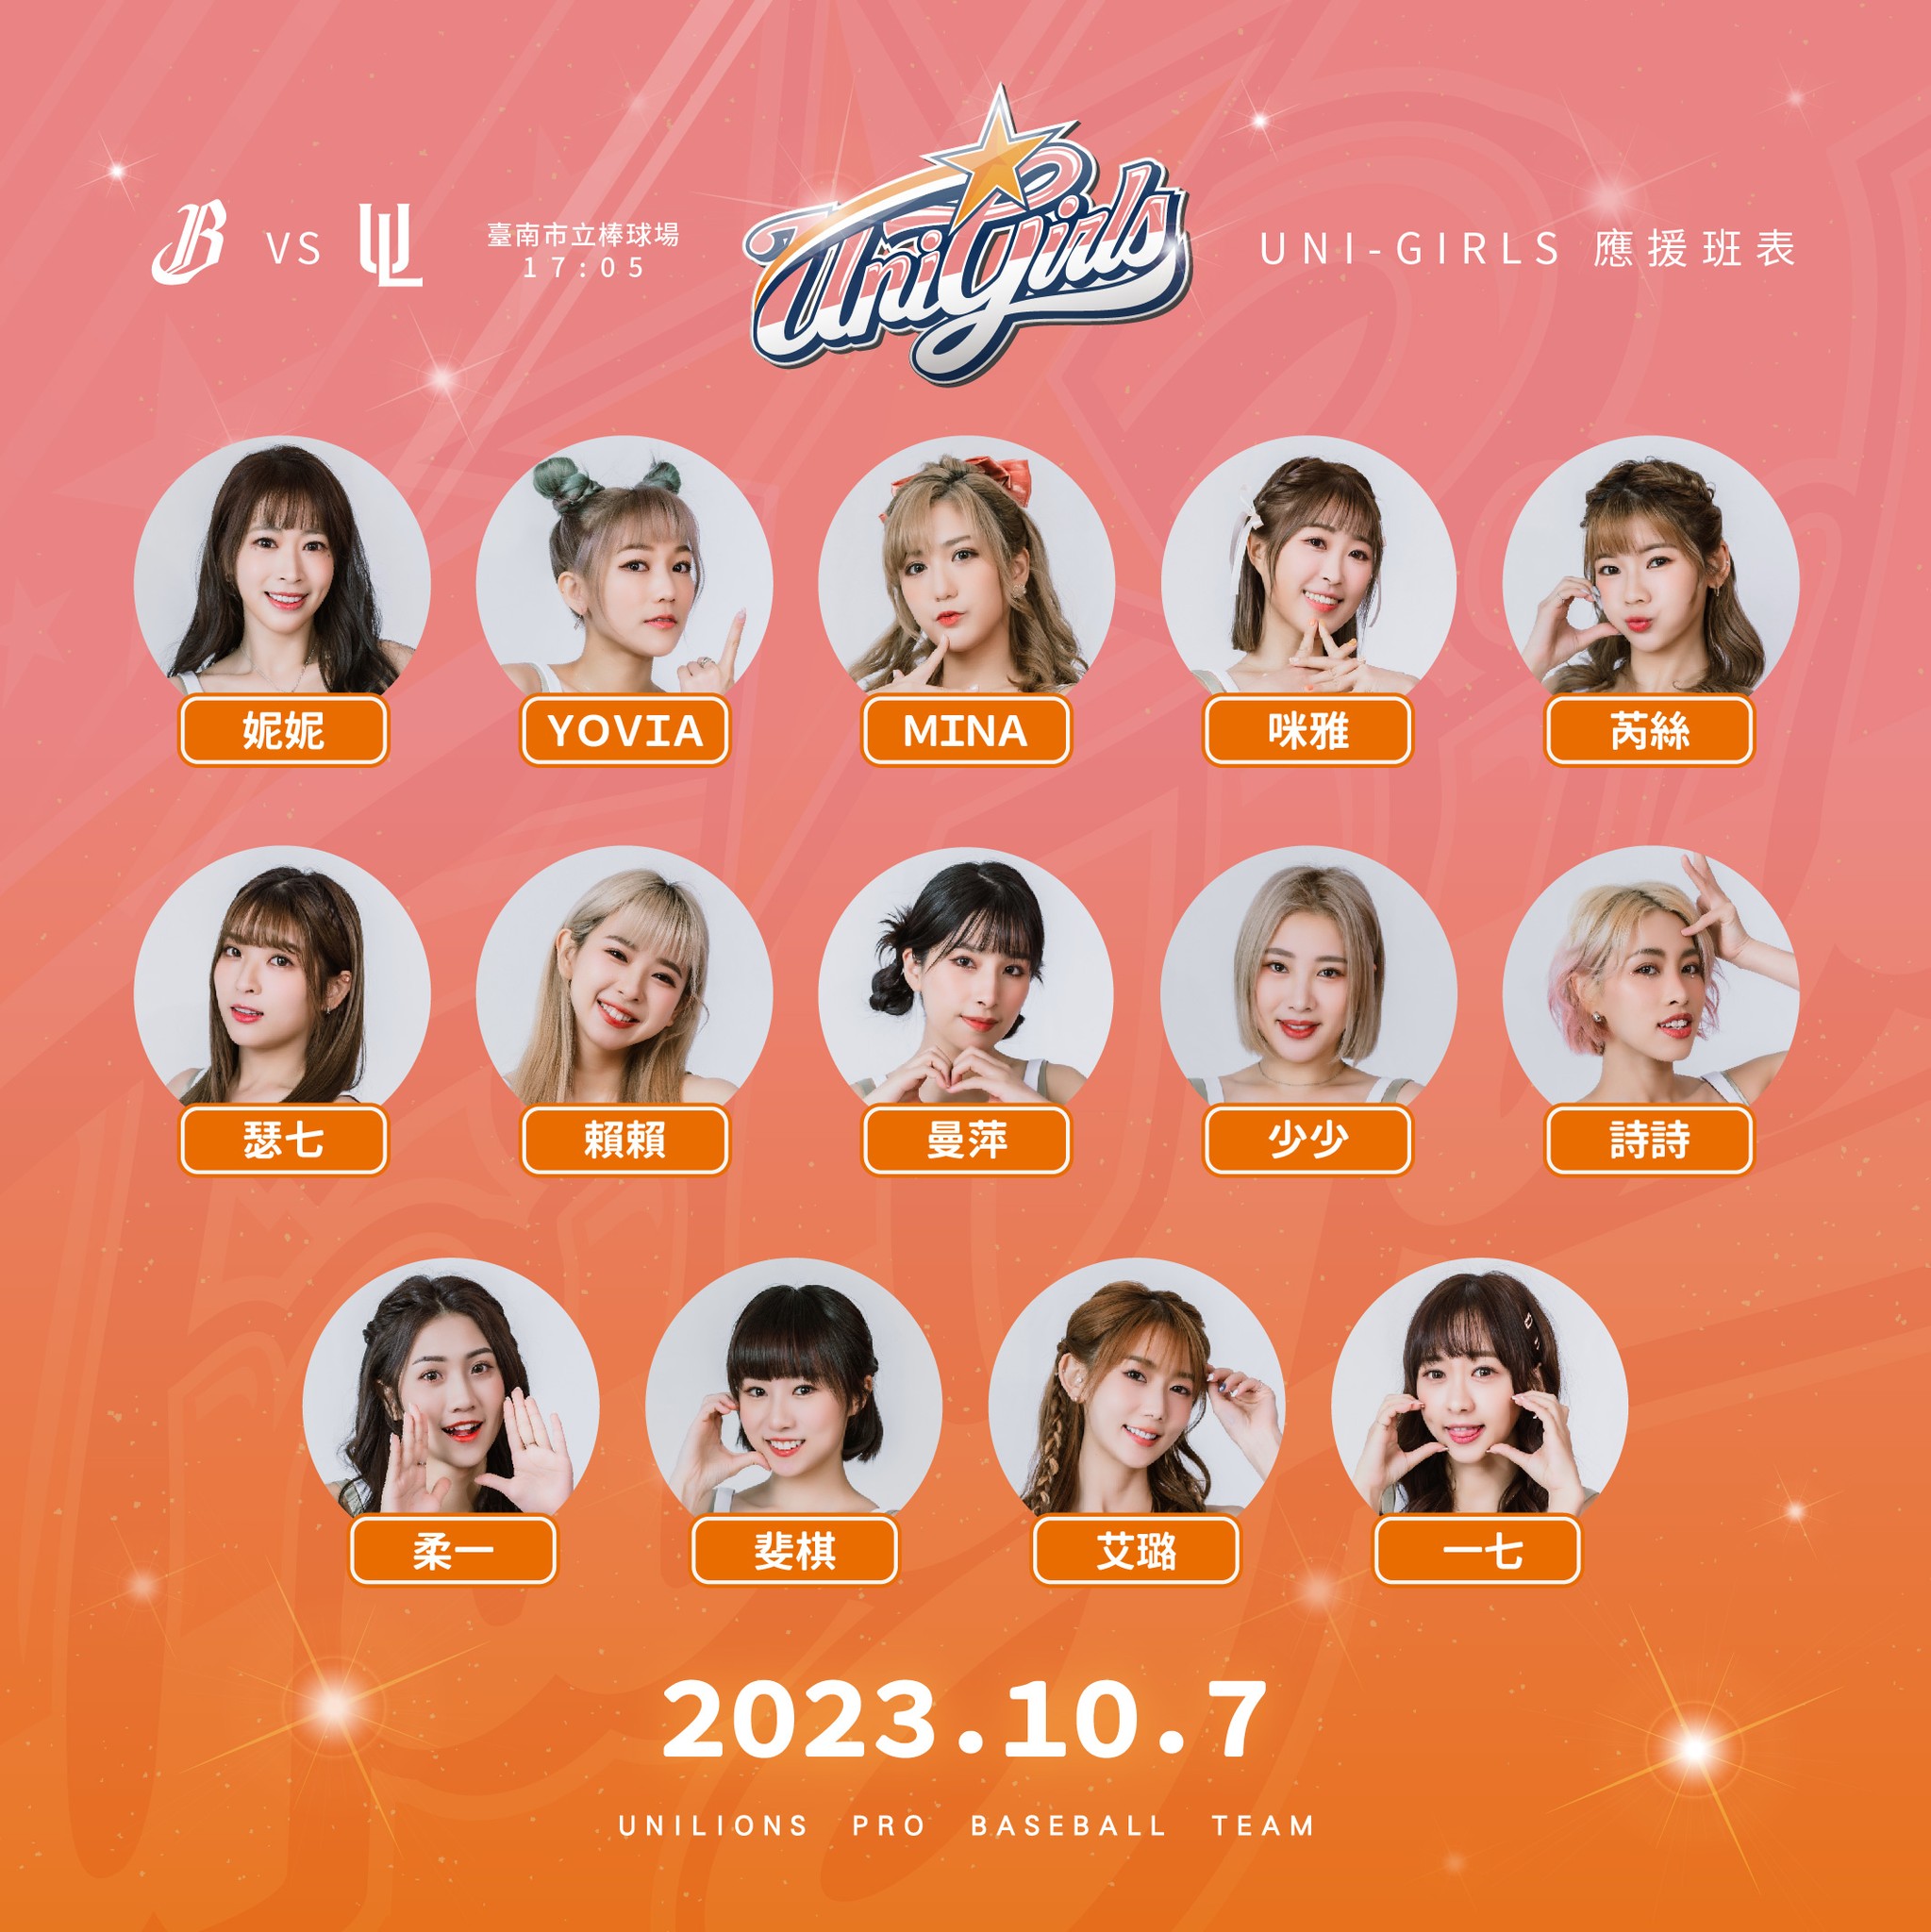 B VS UL
臺南市立棒球場
17:05
UniGirls
UNI-GIRLS 應援班表
妮妮
YOVIA
MINA
咪雅
芮絲
瑟七
賴賴
曼萍
少少
詩詩
柔一
斐棋
艾璐
一七
2023.10.7
UNILIONS PRO BASEBALL TEAM